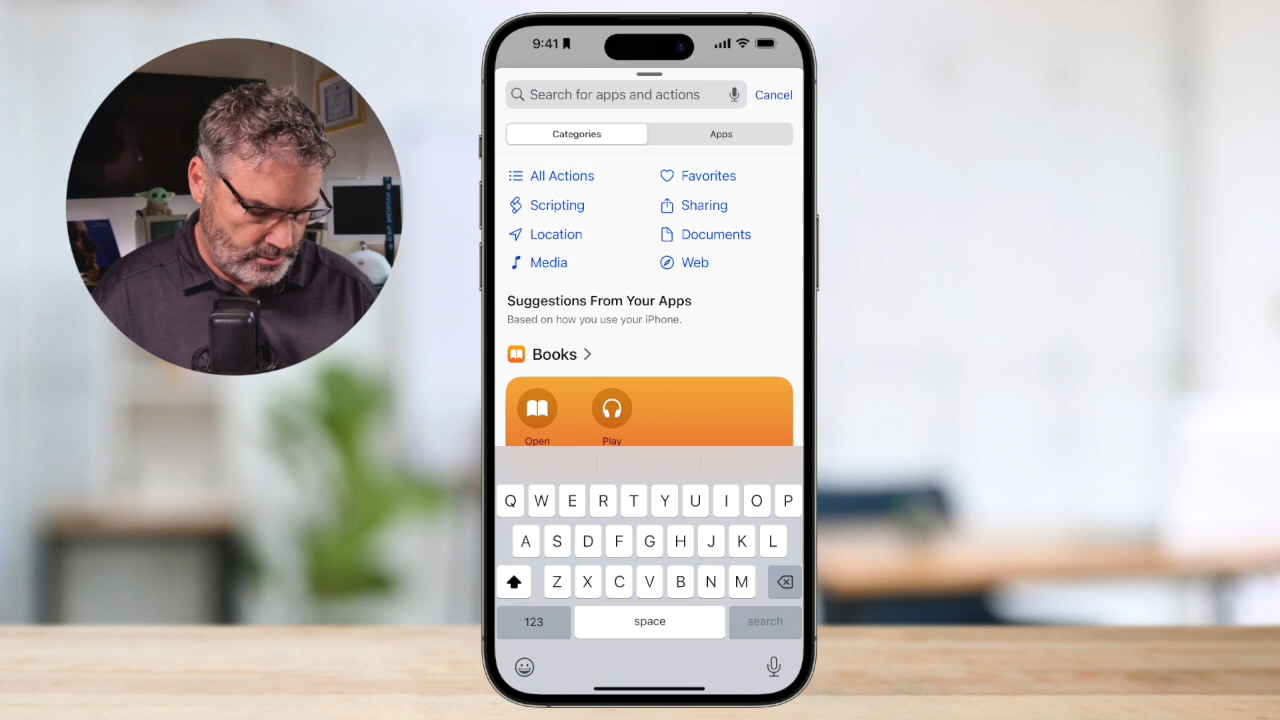 9:41
Search for apps and actions
Cancel
Categories
Apps
All Actions
Favorites
Scripting
Sharing
Location
Documents
Media
Web
Suggestions From Your Apps
Based on how you use your iPhone.
Books
Open
Play
Q W E R T Y U I O P
A S D F G H J K L
Z X C V B N M
123
space
search